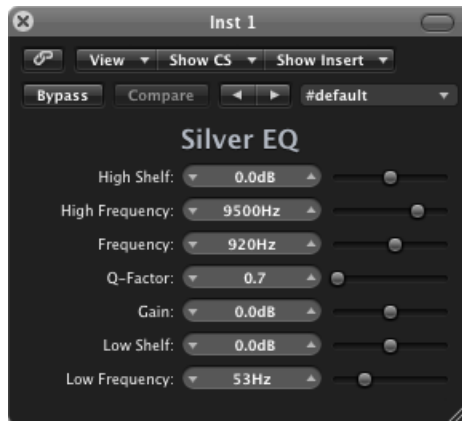 Inst 1
View Show CS Show Insert
Bypass Compare #default
Silver EQ
High Shelf: 0.0dB
High Frequency: 9500Hz
Frequency: 920Hz
Q-Factor: 0.7
Gain: 0.0dB
Low Shelf: 0.0dB
Low Frequency: 53Hz